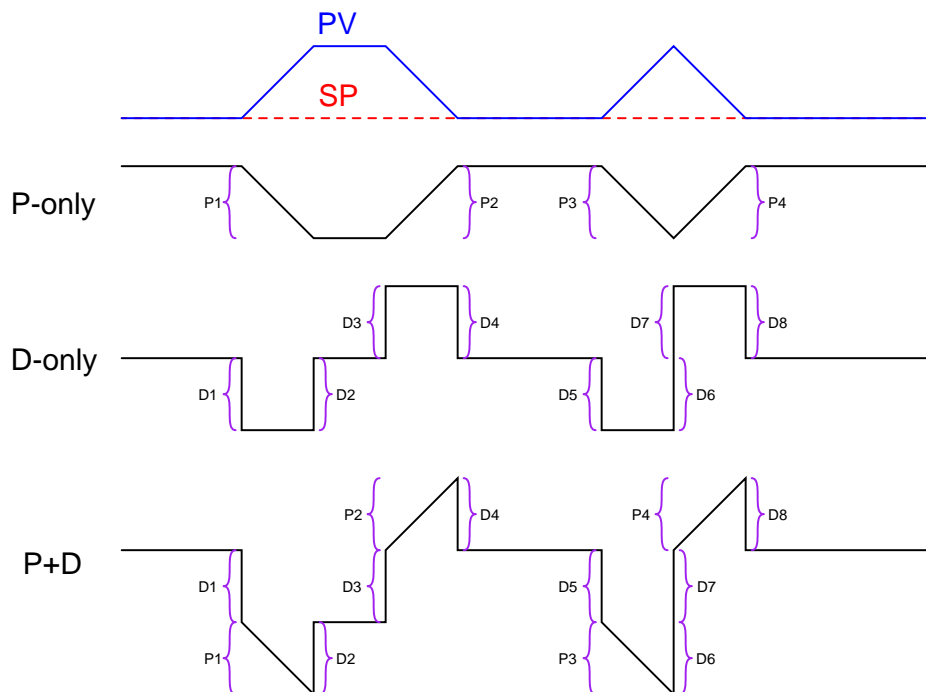 PV
SP
P-only
P1
P2
P3
P4
D3
D4
D7
D8
D-only
D1
D2
D5
D6
P2
D4
P4
D8
P+D
D1
D3
D5
D7
P1
D2
P3
D6